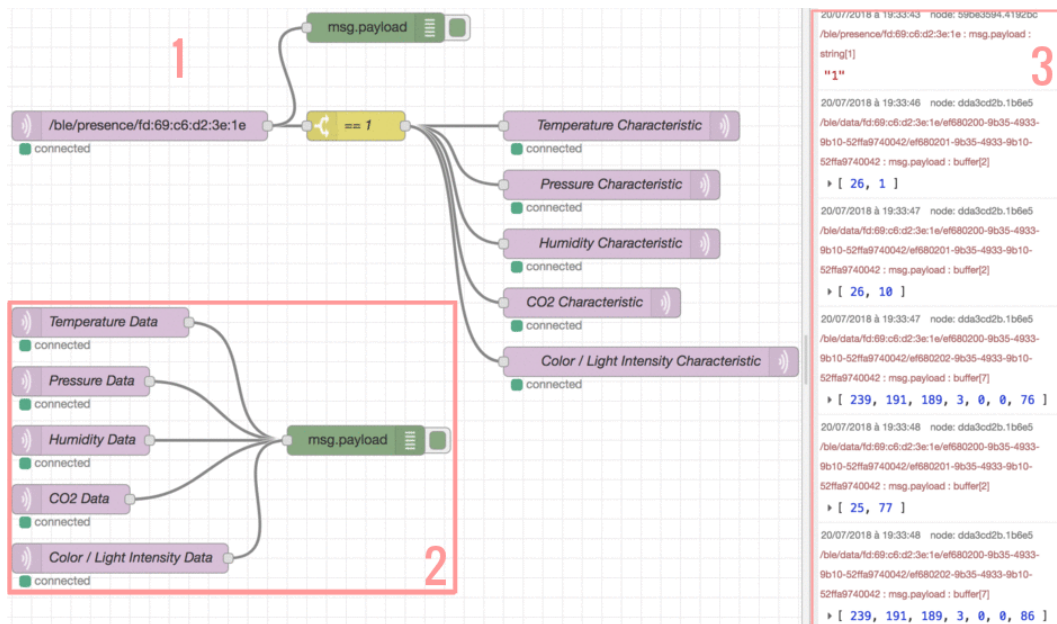 msg.payload
1
/ble/presence/fd:69:c6:d2:3e:1e
connected
== 1
Temperature Characteristic
connected
Pressure Characteristic
connected
Humidity Characteristic
connected
CO2 Characteristic
connected
Color / Light Intensity Characteristic
connected
Temperature Data
connected
Pressure Data
connected
Humidity Data
connected
CO2 Data
connected
Color / Light Intensity Data
connected
msg.payload
2
20/07/2018 à 19:33:43 node: 59be3594.4192bc
/ble/presence/fd:69:c6:d2:3e:1e : msg.payload :
string[1]
"1"
3
20/07/2018 à 19:33:46 node: dda3cd2b.1b6e5
/ble/data/fd:69:c6:d2:3e:1e/ef680200-9b35-4933-
9b10-52ffa9740042/ef680201-9b35-4933-9b10-
52ffa9740042 : msg.payload : buffer[2]
[ 26, 1 ]
20/07/2018 à 19:33:47 node: dda3cd2b.1b6e5
/ble/data/fd:69:c6:d2:3e:1e/ef680200-9b35-4933-
9b10-52ffa9740042/ef680201-9b35-4933-9b10-
52ffa9740042 : msg.payload : buffer[2]
[ 26, 10 ]
20/07/2018 à 19:33:47 node: dda3cd2b.1b6e5
/ble/data/fd:69:c6:d2:3e:1e/ef680200-9b35-4933-
9b10-52ffa9740042/ef680202-9b35-4933-9b10-
52ffa9740042 : msg.payload : buffer[7]
[ 239, 191, 189, 3, 0, 0, 76 ]
20/07/2018 à 19:33:48 node: dda3cd2b.1b6e5
/ble/data/fd:69:c6:d2:3e:1e/ef680200-9b35-4933-
9b10-52ffa9740042/ef680201-9b35-4933-9b10-
52ffa9740042 : msg.payload : buffer[2]
[ 25, 77 ]
20/07/2018 à 19:33:48 node: dda3cd2b.1b6e5
/ble/data/fd:69:c6:d2:3e:1e/ef680200-9b35-4933-
9b10-52ffa9740042/ef680202-9b35-4933-9b10-
52ffa9740042 : msg.payload : buffer[7]
[ 239, 191, 189, 3, 0, 0, 86 ]